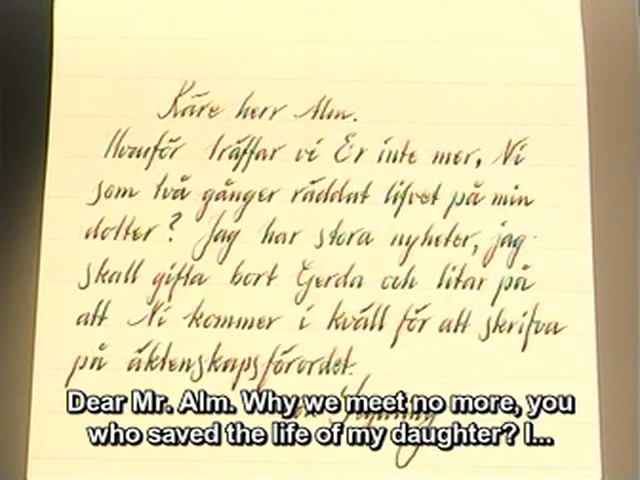 Käre herr Alm.
Hvarför träffar vi Er inte mer, Ni
som två gånger räddat lifvet på min
dotter? Jag har stora nyheter, jag
skall gifta bort Gerda och litar på
att Ni kommer i kväll för att skrifva
på äktenskapsförordet.
Dear Mr. Alm. Why we meet no more, you
who saved the life of my daughter? I...